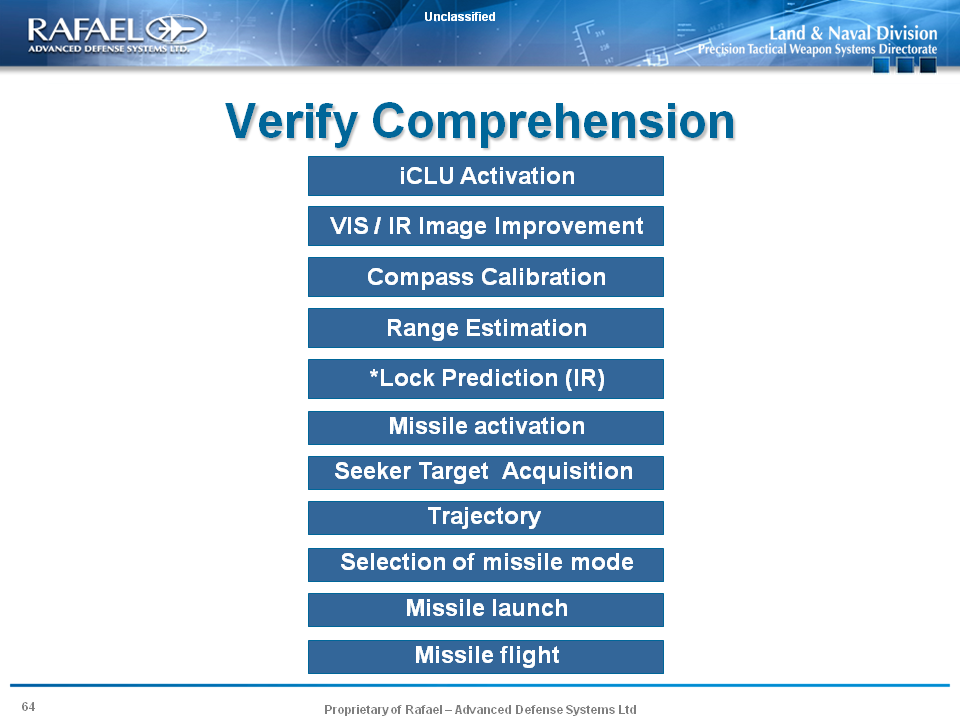 Unclassified
RAFAEL
ADVANCED DEFENSE SYSTEMS LTD.
Land & Naval Division
Precision Tactical Weapon Systems Directorate
Verify Comprehension
iCLU Activation
VIS / IR Image Improvement
Compass Calibration
Range Estimation
*Lock Prediction (IR)
Missile activation
Seeker Target  Acquisition
Trajectory
Selection of missile mode
Missile launch
Missile flight
64
Proprietary of Rafael – Advanced Defense Systems Ltd